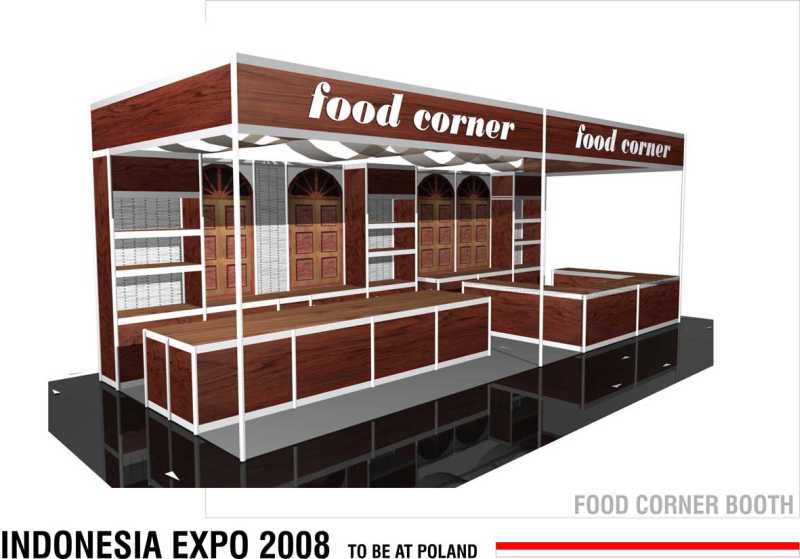 food corner
food corner
FOOD CORNER BOOTH
INDONESIA EXPO 2008 TO BE AT POLAND